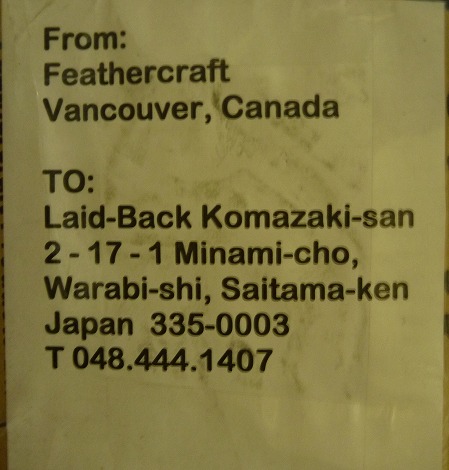 From:
Feathercraft
Vancouver, Canada
TO:
Laid-Back Komazaki-san
2 - 17 - 1 Minami-cho,
Warabi-shi, Saitama-ken
Japan 335-0003
T 048.444.1407